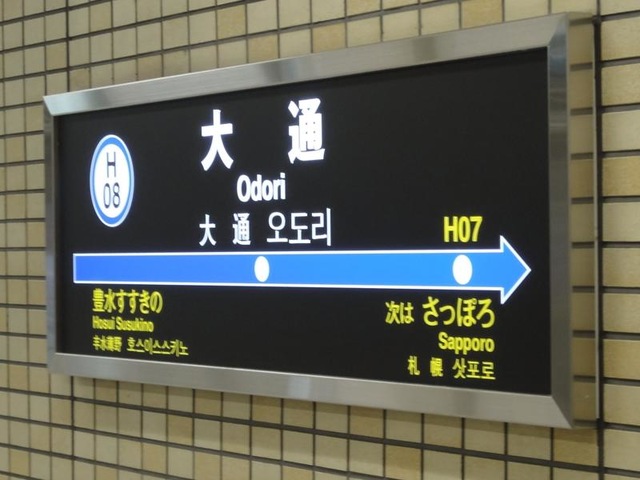 H
08
大 通
Odori
大 通 오도리
H07
豊水すすきの
Hosui Susukino
丰水薄野 호스이스스키노
次は さっぽろ
Sapporo
札 幌 삿포로